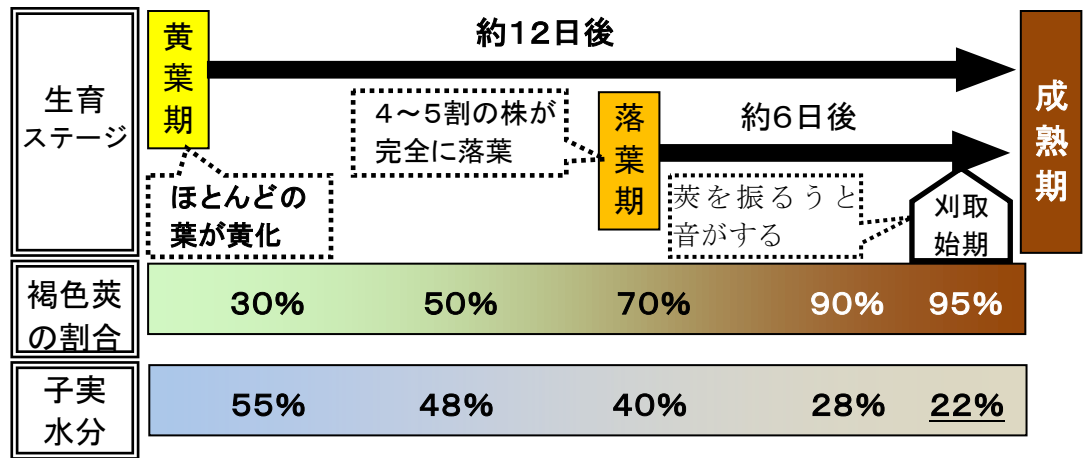 生育
ステージ
黄
葉
期
約12日後
4～5割の株が
完全に落葉
落
葉
期
約6日後
成
熟
期
ほとんどの
葉が黄化
莢を振るうと
音がする
刈取
始期
褐色莢
の割合
30% 50% 70% 90% 95%
子実
水分
55% 48% 40% 28% 22%